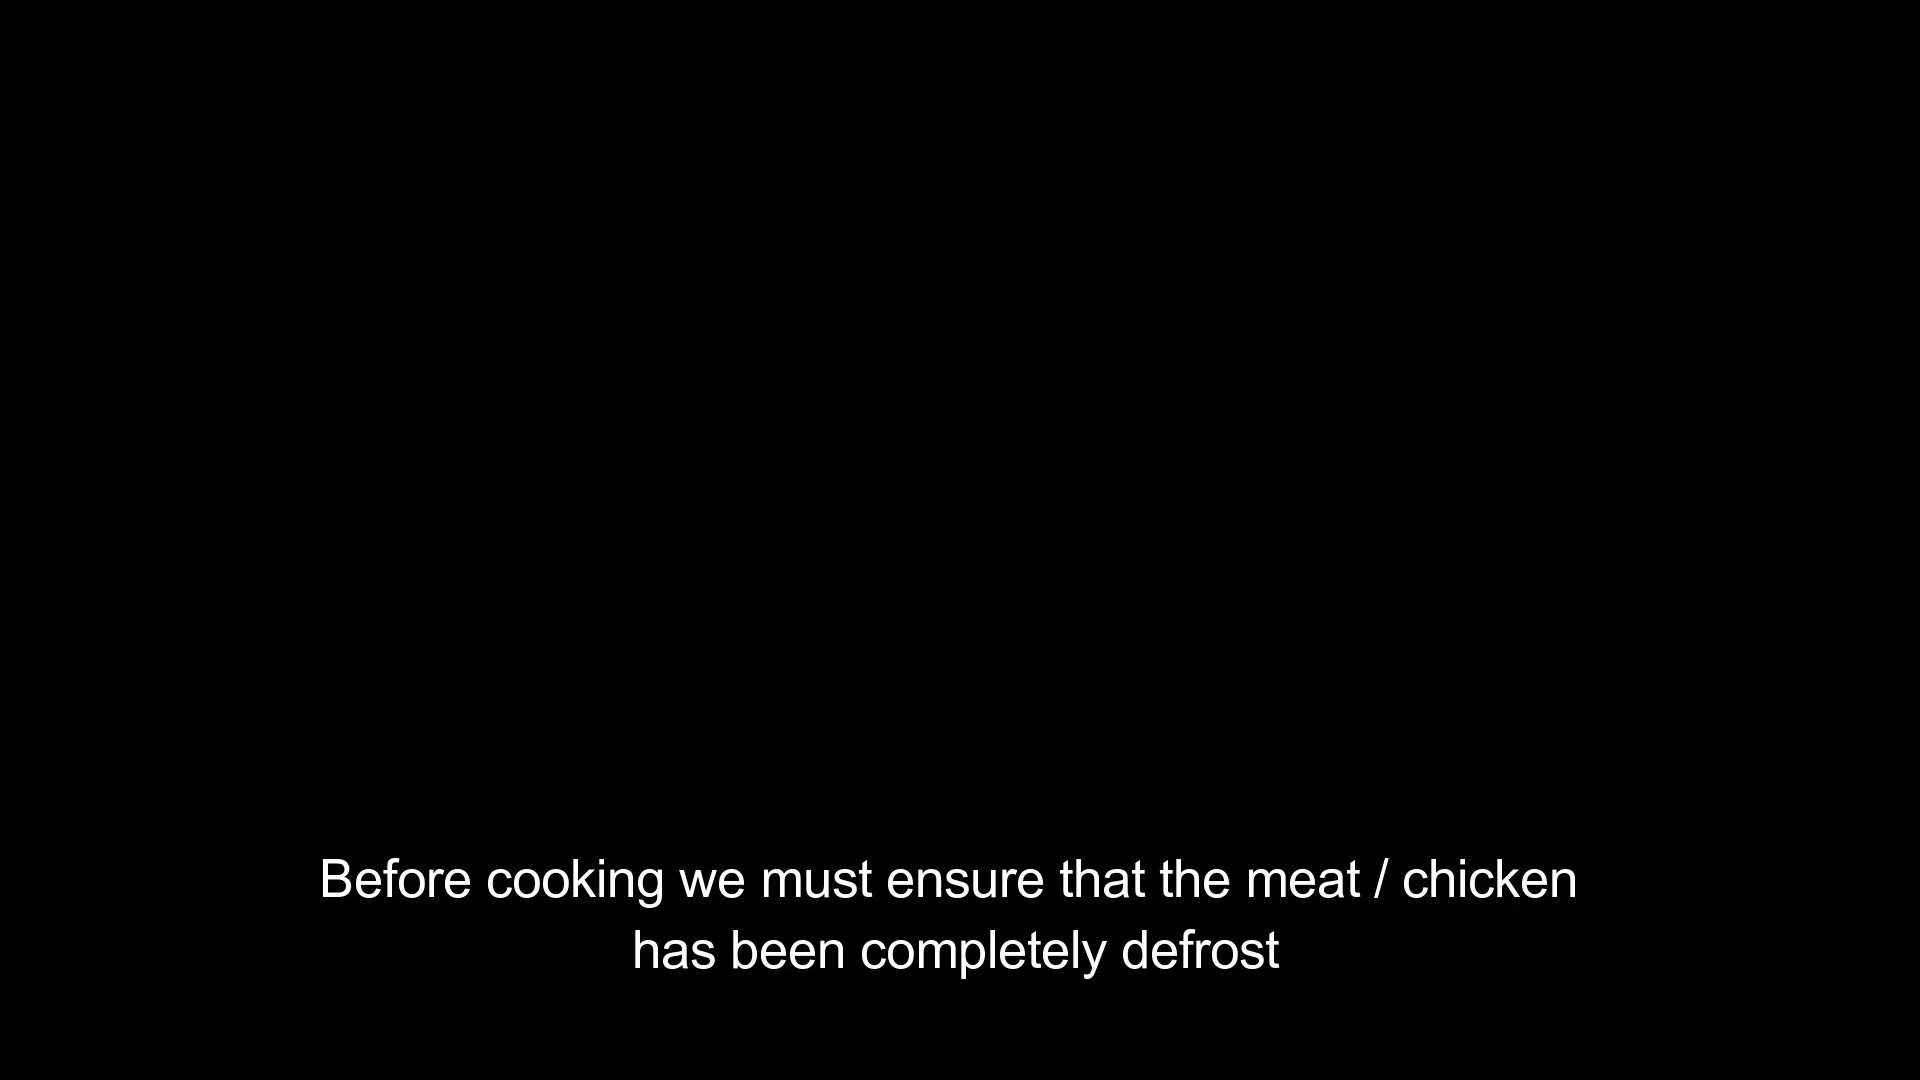 Before cooking we must ensure that the meat / chicken
has been completely defrost